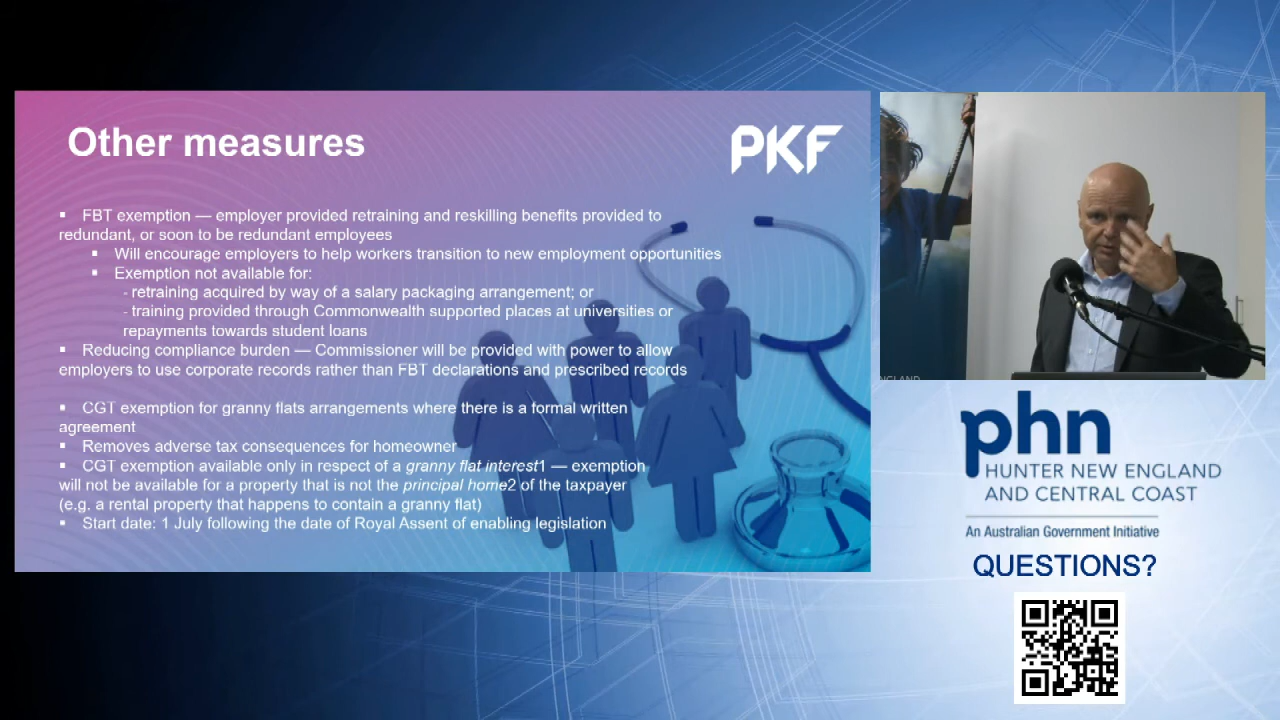 Other measures
PKF
▪ FBT exemption — employer provided retraining and reskilling benefits provided to
redundant, or soon to be redundant employees
▪ Will encourage employers to help workers transition to new employment opportunities
▪ Exemption not available for:
- retraining acquired by way of a salary packaging arrangement; or
- training provided through Commonwealth supported places at universities or
repayments towards student loans
▪ Reducing compliance burden — Commissioner will be provided with power to allow
employers to use corporate records rather than FBT declarations and prescribed records
▪ CGT exemption for granny flats arrangements where there is a formal written
agreement
▪ Removes adverse tax consequences for homeowner
▪ CGT exemption available only in respect of a granny flat interest1 — exemption
will not be available for a property that is not the principal home2 of the taxpayer
(e.g. a rental property that happens to contain a granny flat)
▪ Start date: 1 July following the date of Royal Assent of enabling legislation
phn
HUNTER NEW ENGLAND
AND CENTRAL COAST
An Australian Government Initiative
QUESTIONS?